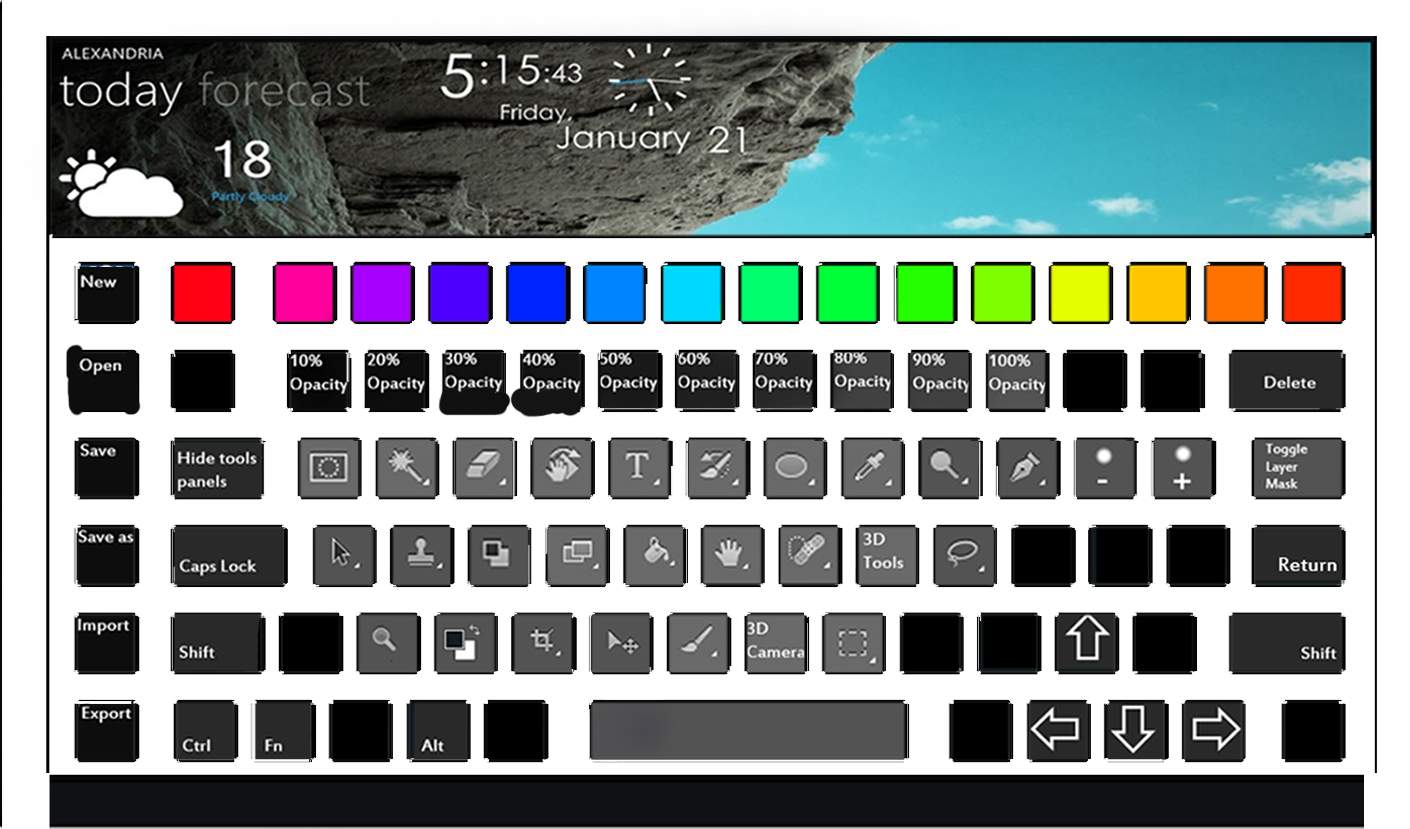 ALEXANDRIA
today forecast
5:15:43
Friday,
January 21
18
Partly Cloudy
New
Open
10% Opacity
20% Opacity
30% Opacity
40% Opacity
50% Opacity
60% Opacity
70% Opacity
80% Opacity
90% Opacity
100% Opacity
Delete
Save
Hide tools
panels
T
-
+
Toggle
Layer
Mask
Save as
Caps Lock
3D
Tools
Return
Import
Shift
3D
Camera
Shift
Export
Ctrl
Fn
Alt